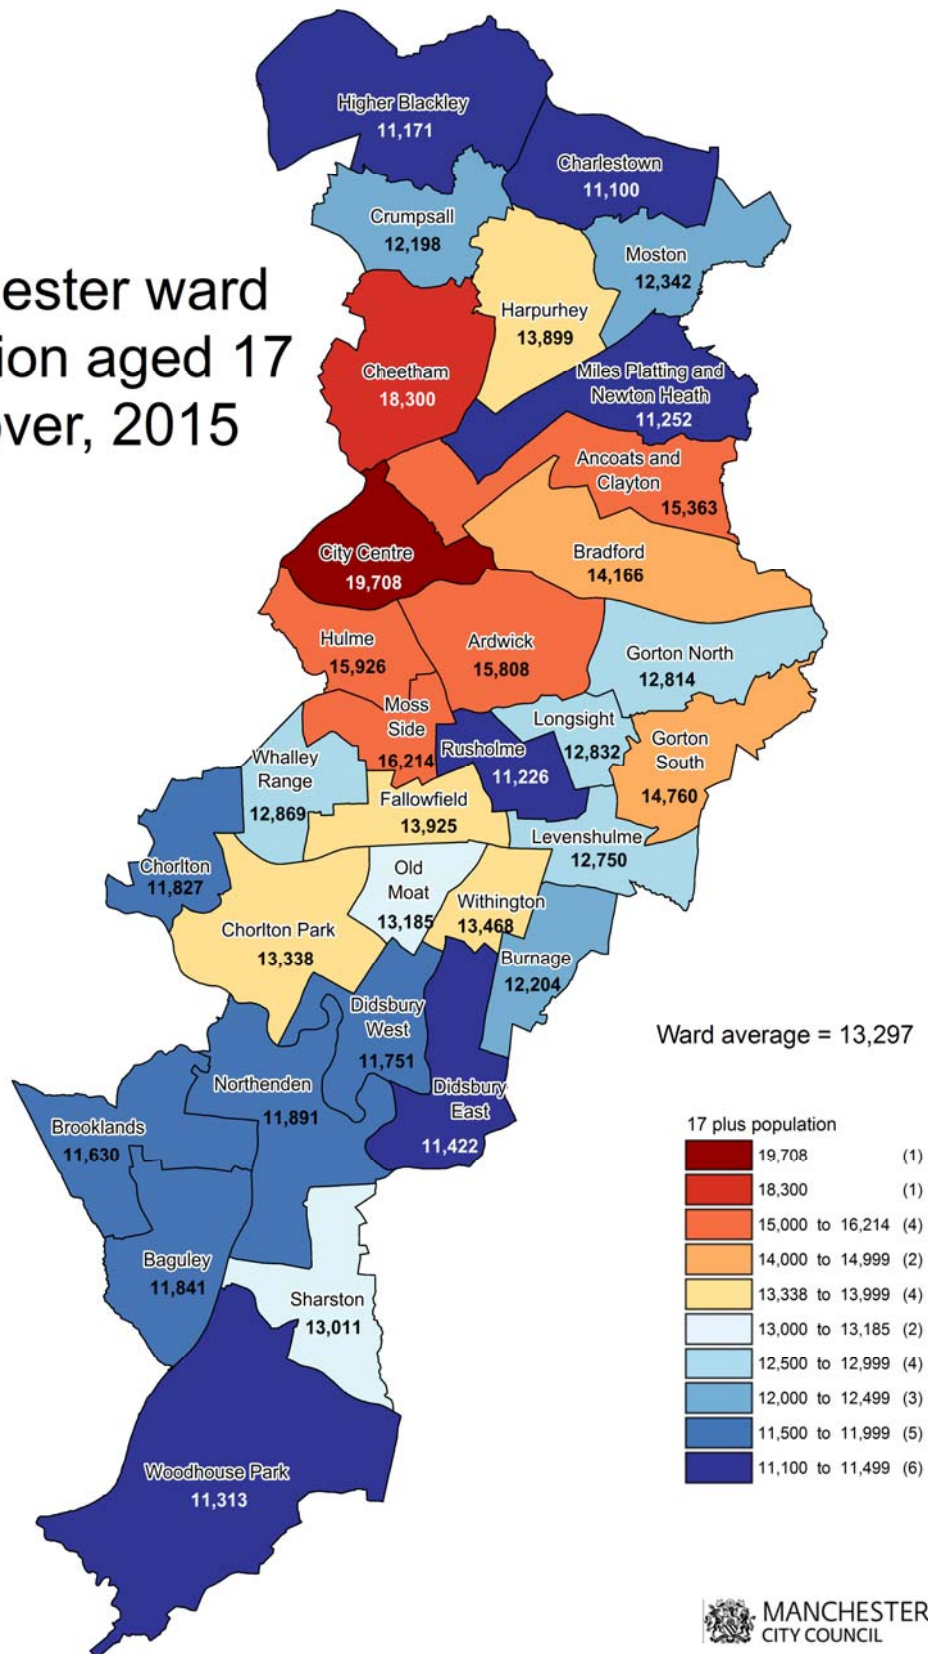 Higher Blackley
11,171
Charlestown
11,100
Crumpsall
12,198
Moston
12,342
ester ward
ion aged 17
over, 2015
Harpurhey
13,899
Cheetham
18,300
Miles Platting and
Newton Heath
11,252
Ancoats and
Clayton
15,363
City Centre
19,708
Bradford
14,166
Hulme
15,926
Ardwick
15,808
Gorton North
12,814
Moss
Side
16,214
Longsight
12,832
Rusholme
11,226
Gorton
South
14,760
Whalley
Range
12,869
Fallowfield
13,925
Levenshulme
12,750
Chorlton
11,827
Old
Moat
13,185
Withington
13,468
Chorlton Park
13,338
Burnage
12,204
Didsbury
West
11,751
Northenden
11,891
Didsbury
East
11,422
Brooklands
11,630
Baguley
11,841
Sharston
13,011
Woodhouse Park
11,313
Ward average = 13,297
17 plus population
19,708 (1)
18,300 (1)
15,000 to 16,214 (4)
14,000 to 14,999 (2)
13,338 to 13,999 (4)
13,000 to 13,185 (2)
12,500 to 12,999 (4)
12,000 to 12,499 (3)
11,500 to 11,999 (5)
11,100 to 11,499 (6)
MANCHESTER
CITY COUNCIL